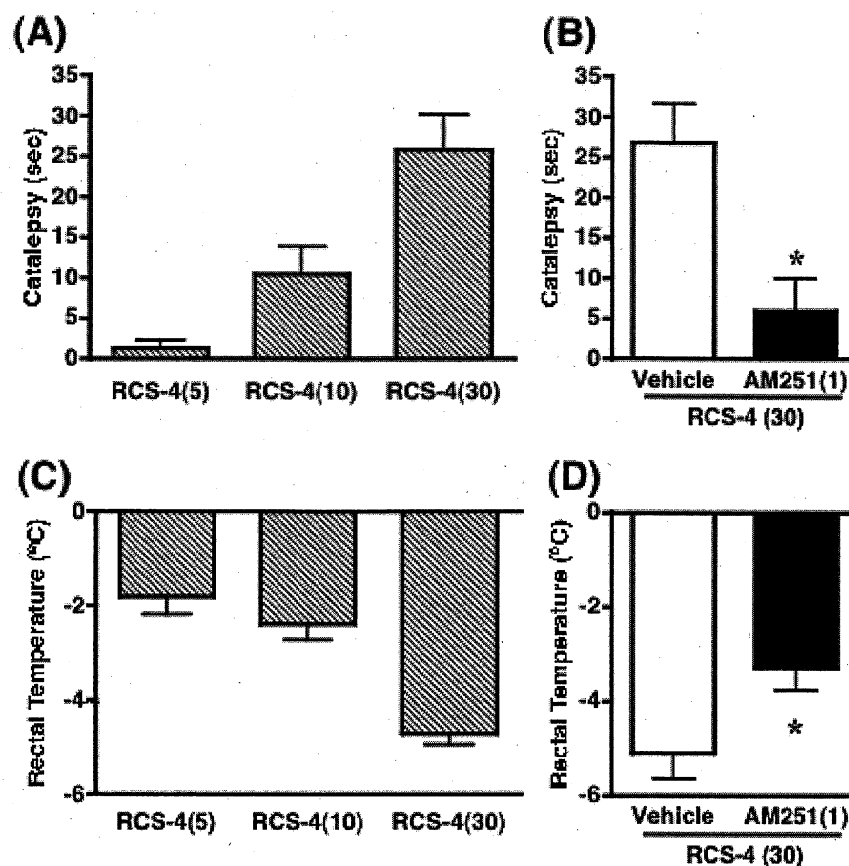 (A)
Catalepsy (sec)
35
30
25
20
15
10
5
0
RCS-4(5) RCS-4(10) RCS-4(30)
(B)
Catalepsy (sec)
35
30
25
20
15
10
5
0
*
Vehicle AM251(1)
RCS-4 (30)
(C)
Rectal Temperature (°C)
0
-2
-4
-6
RCS-4(5) RCS-4(10) RCS-4(30)
(D)
Rectal Temperature (°C)
0
-2
-4
-6
*
Vehicle AM251(1)
RCS-4 (30)